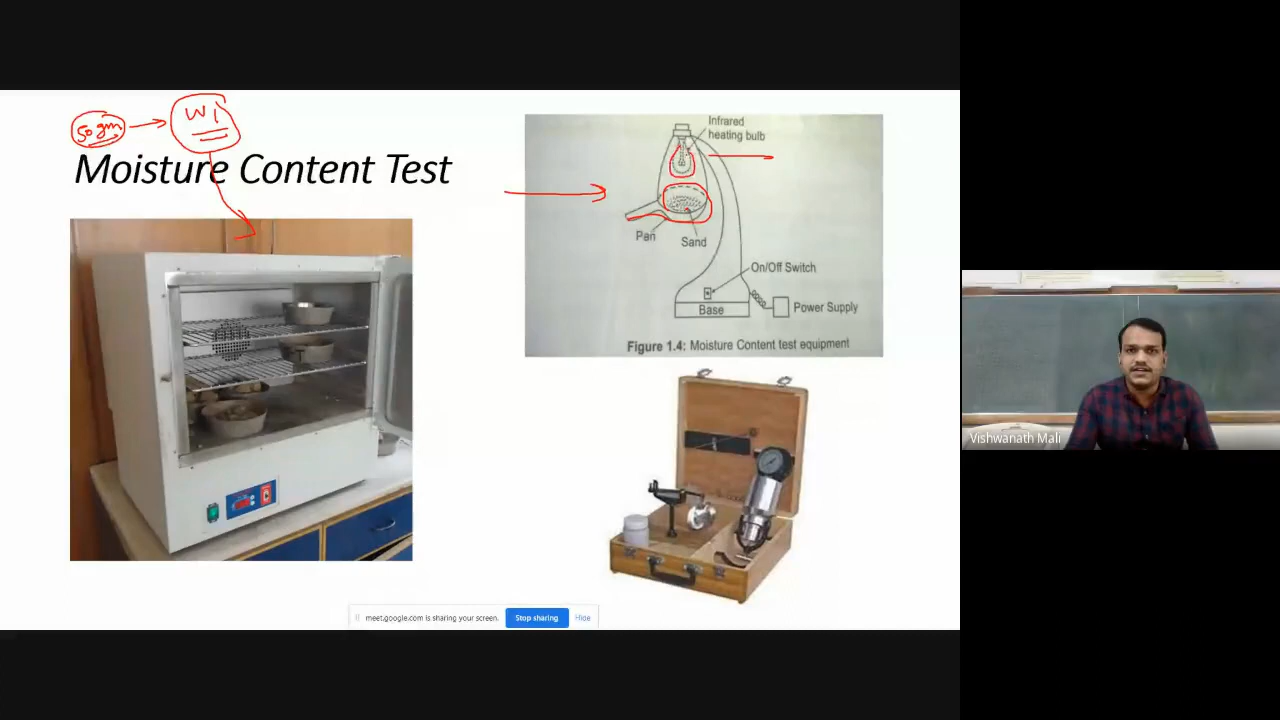 50 gm
W1
Moisture Content Test
Infrared
heating bulb
Pan
Sand
On/Off Switch
Base
Power Supply
Figure 1.4: Moisture Content test equipment
meet.google.com is sharing your screen.
Stop sharing
Hide
Vishwanath Mali